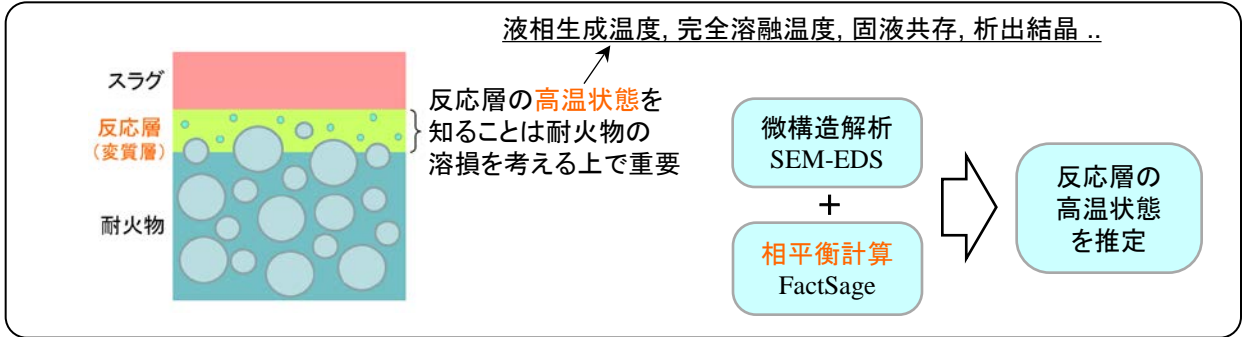 液相生成温度, 完全溶融温度, 固液共存, 析出結晶 ..
スラグ
反応層
(変質層)
耐火物
反応層の高温状態を
知ることは耐火物の
溶損を考える上で重要
微構造解析
SEM-EDS
+
相平衡計算
FactSage
反応層の
高温状態
を推定